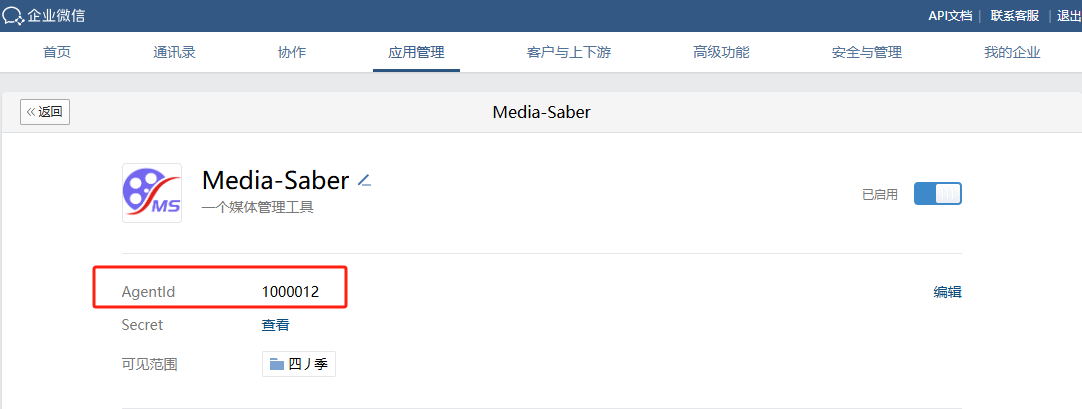 企业微信
API文档 | 联系客服 | 退出
首页 通讯录 协作 应用管理 客户与上下游 高级功能 安全与管理 我的企业
«返回
Media-Saber
MS
Media-Saber
一个媒体管理工具
已启用
AgentId 1000012
编辑
Secret 查看
可见范围 四丿季